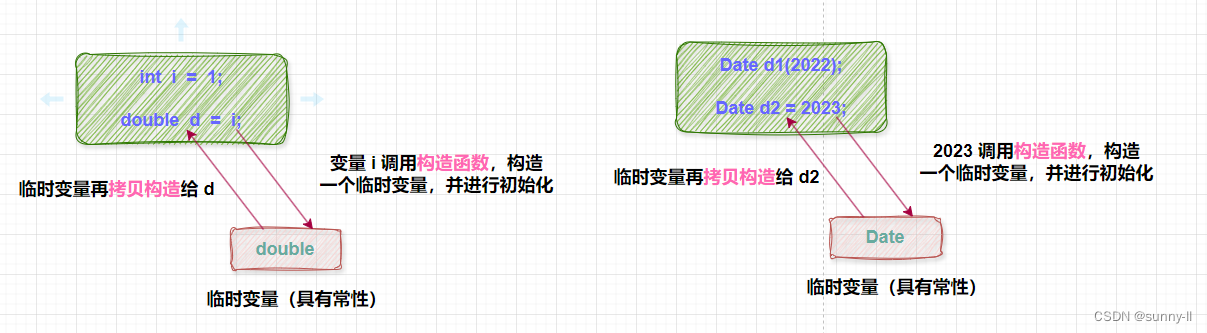 int i = 1;
double d = i;
变量 i 调用构造函数，构造
一个临时变量，并进行初始化
临时变量再拷贝构造给 d
double
临时变量（具有常性）
Date d1(2022);
Date d2 = 2023;
2023 调用构造函数，构造
一个临时变量，并进行初始化
临时变量再拷贝构造给 d2
Date
临时变量（具有常性）
CSDN @sunny-ll